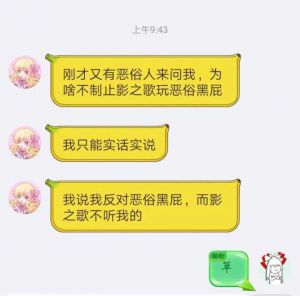 上午9:43
刚才又有恶俗人来问我，为
啥不制止影之歌玩恶俗黑屁
我只能实话实说
我说我反对恶俗黑屁，而影
之歌不听我的
草